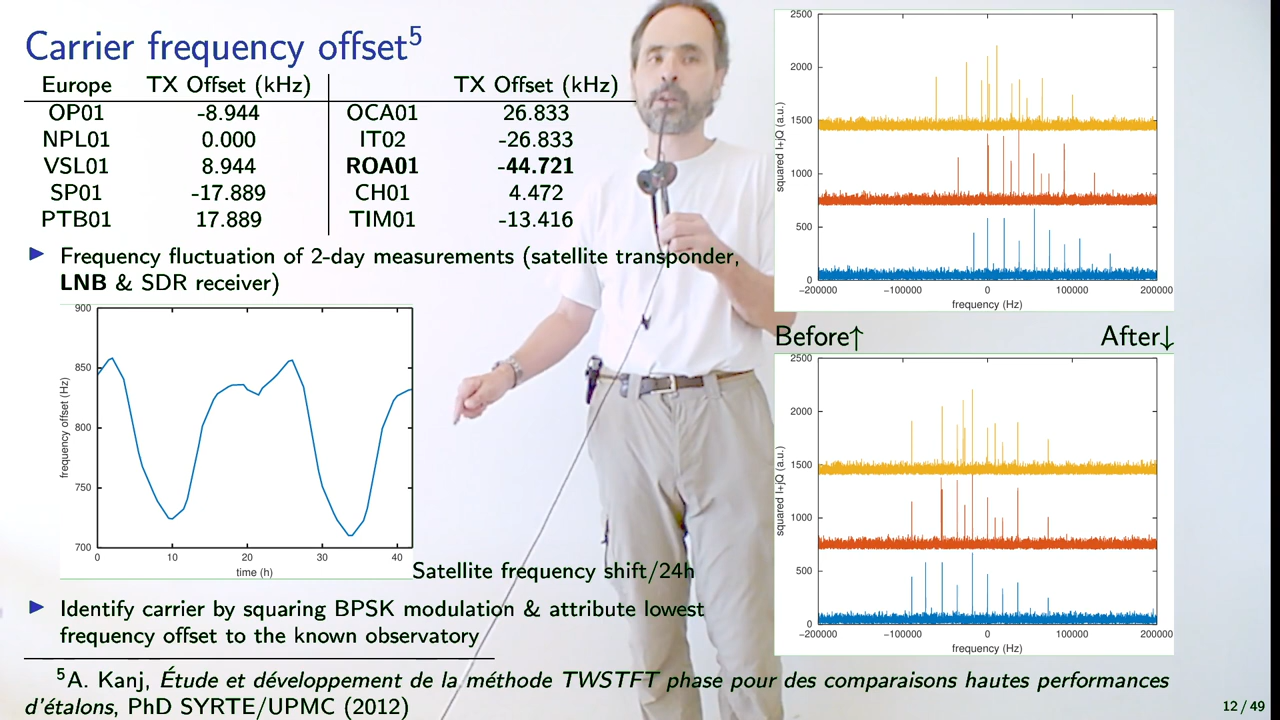 Carrier frequency offset⁵
Europe TX Offset (kHz) TX Offset (kHz)
OP01 -8.944 OCA01 26.833
NPL01 0.000 IT02 -26.833
VSL01 8.944 ROA01 -44.721
SP01 -17.889 CH01 4.472
PTB01 17.889 TIM01 -13.416
Frequency fluctuation of 2-day measurements (satellite transponder,
LNB & SDR receiver)
900
850
800
750
700
frequency offset (Hz)
0 10 20 30 40
time (h)
Satellite frequency shift/24h
Identify carrier by squaring BPSK modulation & attribute lowest
frequency offset to the known observatory
2500
2000
1500
1000
500
0
squared I+jQ (a.u.)
−200000 −100000 0 100000 200000
frequency (Hz)
Before↑ After↓
2500
2000
1500
1000
500
0
squared I+jQ (a.u.)
−200000 −100000 0 100000 200000
frequency (Hz)
⁵A. Kanj, Étude et développement de la méthode TWSTFT phase pour des comparaisons hautes performances
d'étalons, PhD SYRTE/UPMC (2012)
12 / 49